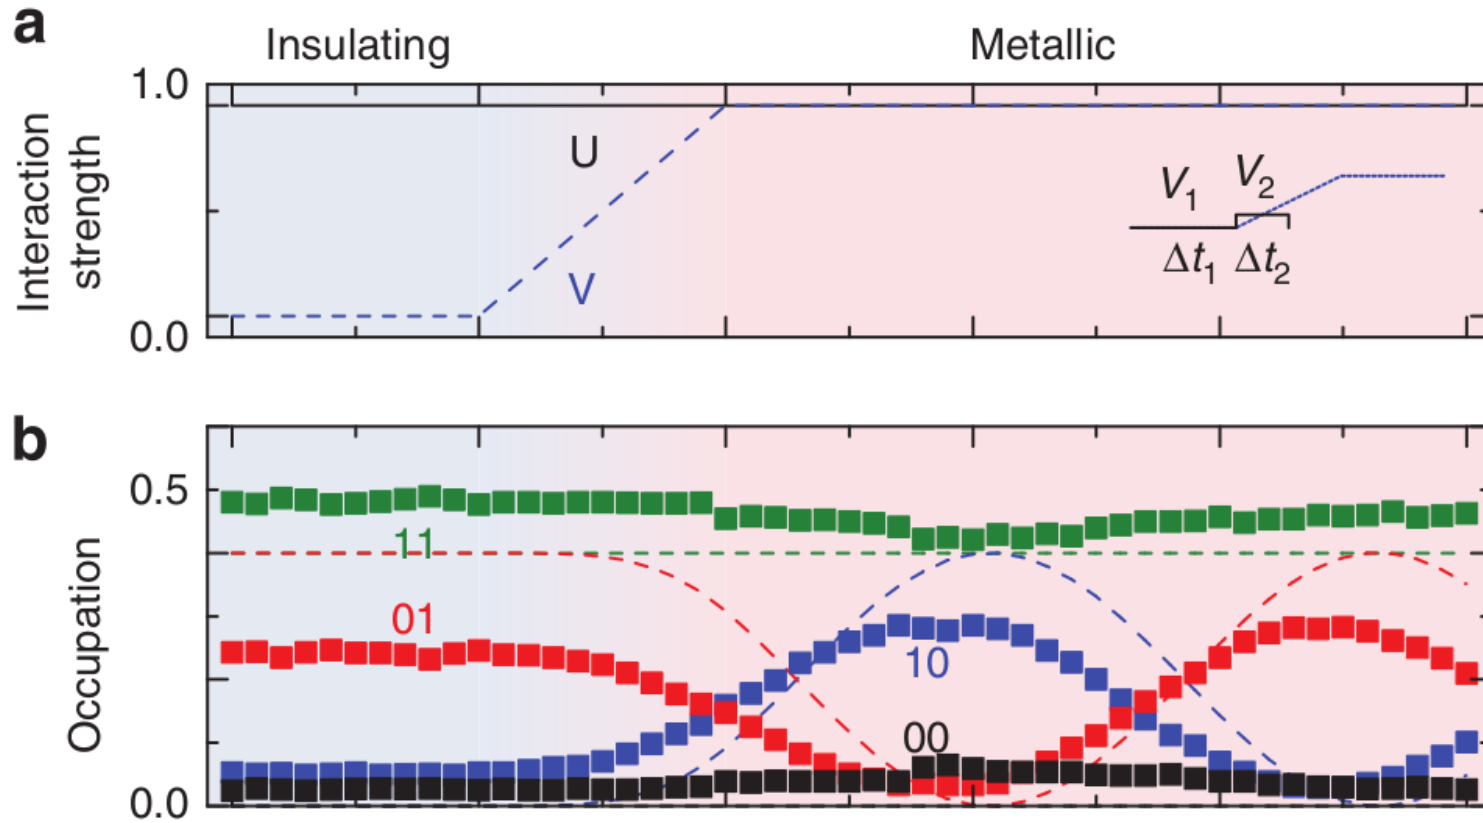 a
Insulating
Metallic
Interaction
strength
1.0
0.0
U
V
V1
V2
Δt1
Δt2
b
Occupation
0.5
0.0
11
01
10
00